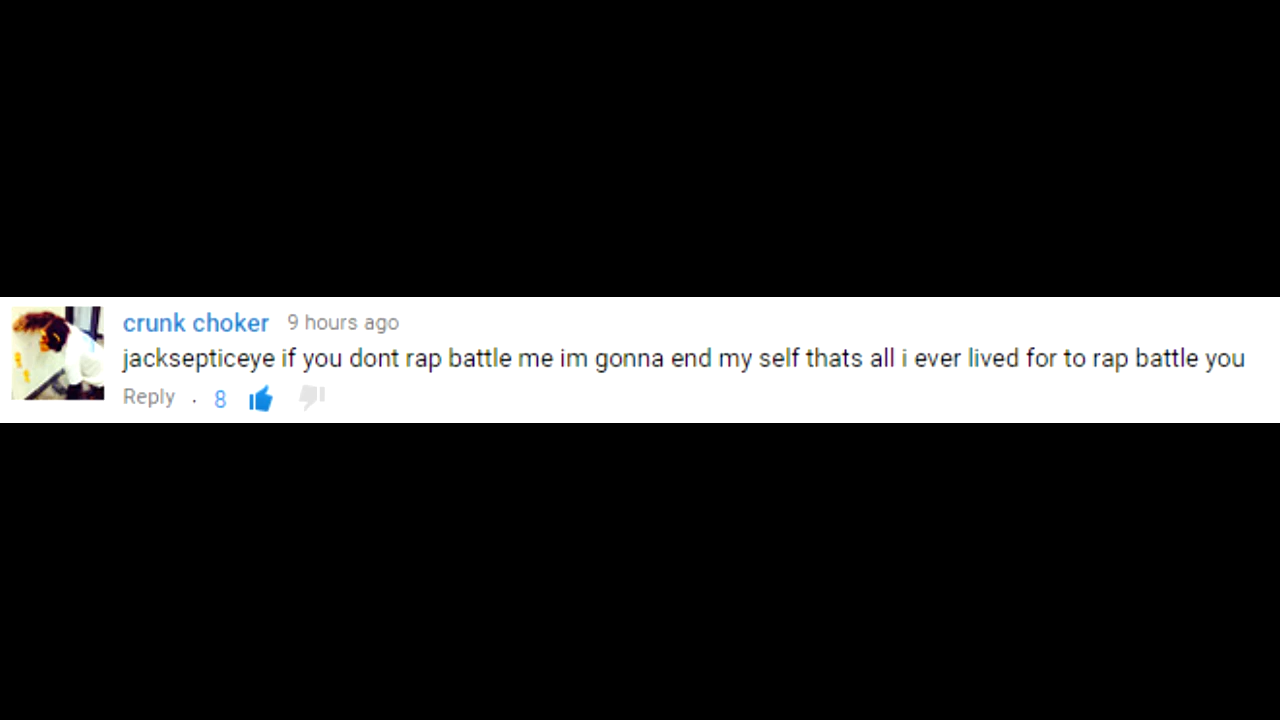 crunk choker 9 hours ago
jacksepticeye if you dont rap battle me im gonna end my self thats all i ever lived for to rap battle you
Reply · 8